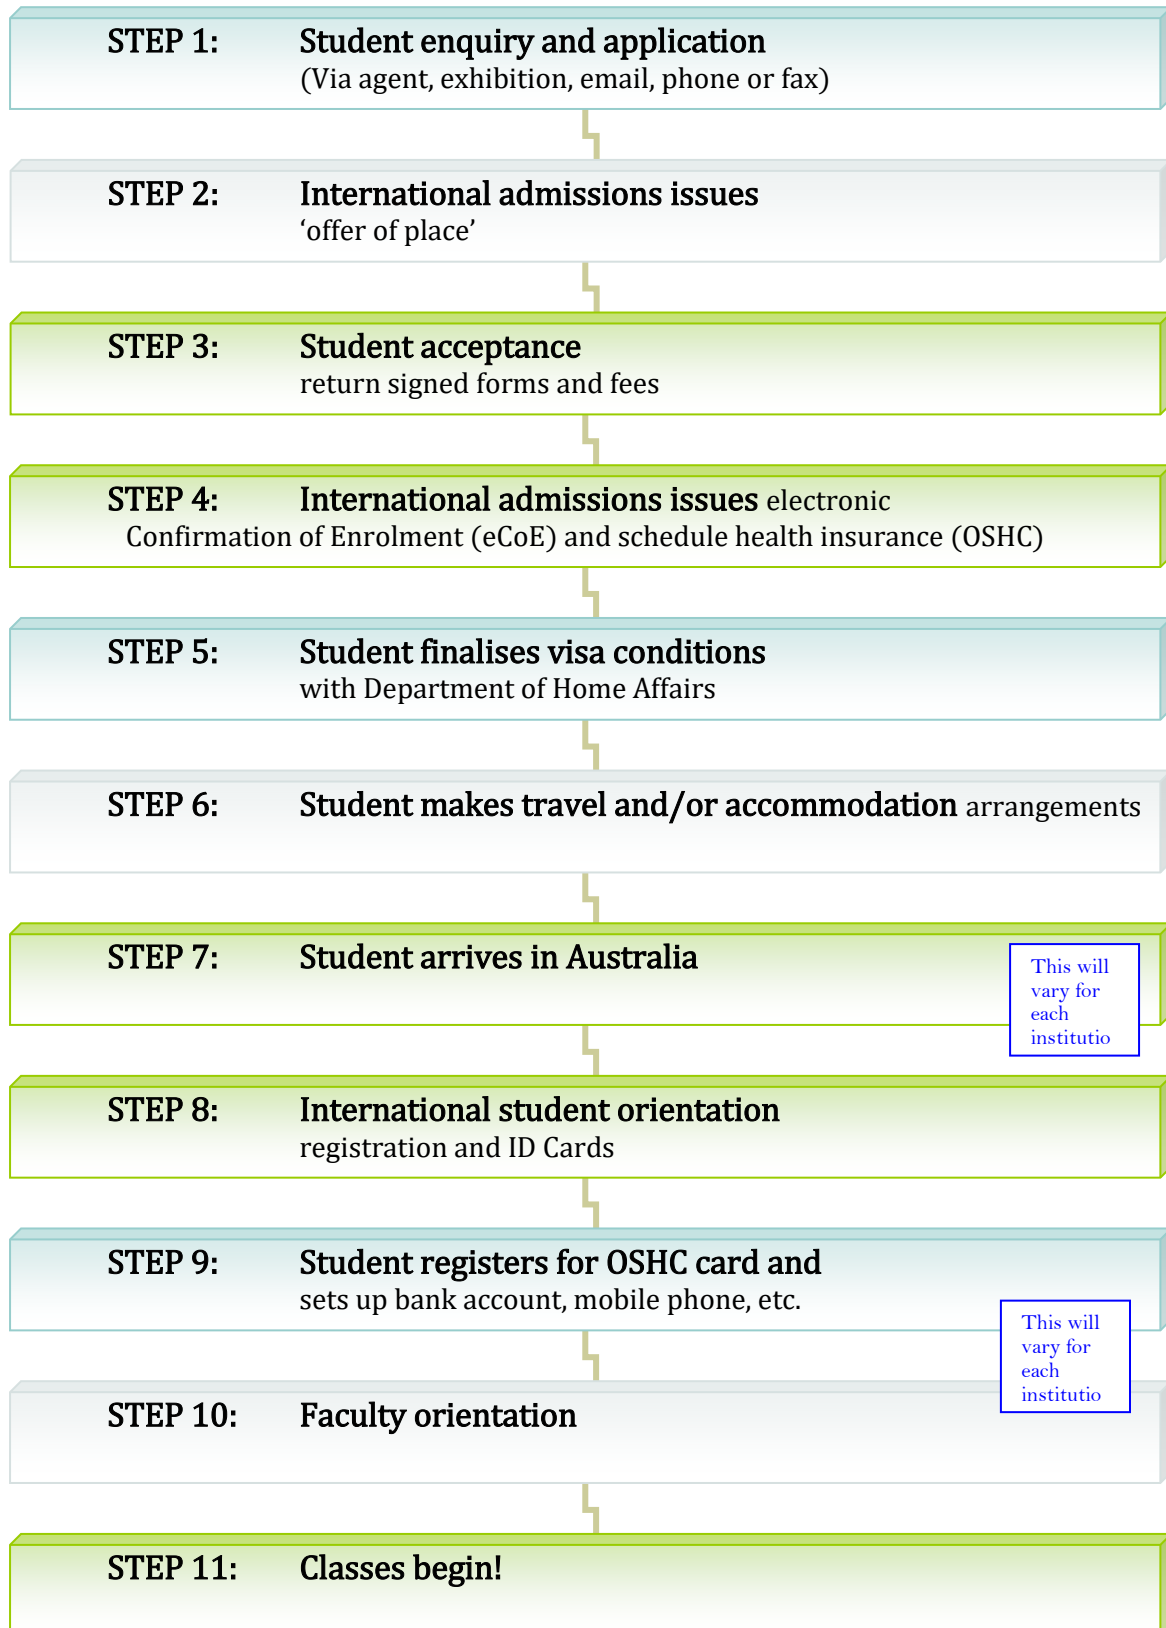 STEP 1: Student enquiry and application
(Via agent, exhibition, email, phone or fax)
STEP 2: International admissions issues
‘offer of place’
STEP 3: Student acceptance
return signed forms and fees
STEP 4: International admissions issues electronic
Confirmation of Enrolment (eCoE) and schedule health insurance (OSHC)
STEP 5: Student finalises visa conditions
with Department of Home Affairs
STEP 6: Student makes travel and/or accommodation arrangements
STEP 7: Student arrives in Australia
This will
vary for
each
institutio
STEP 8: International student orientation
registration and ID Cards
STEP 9: Student registers for OSHC card and
sets up bank account, mobile phone, etc.
This will
vary for
each
institutio
STEP 10: Faculty orientation
STEP 11: Classes begin!